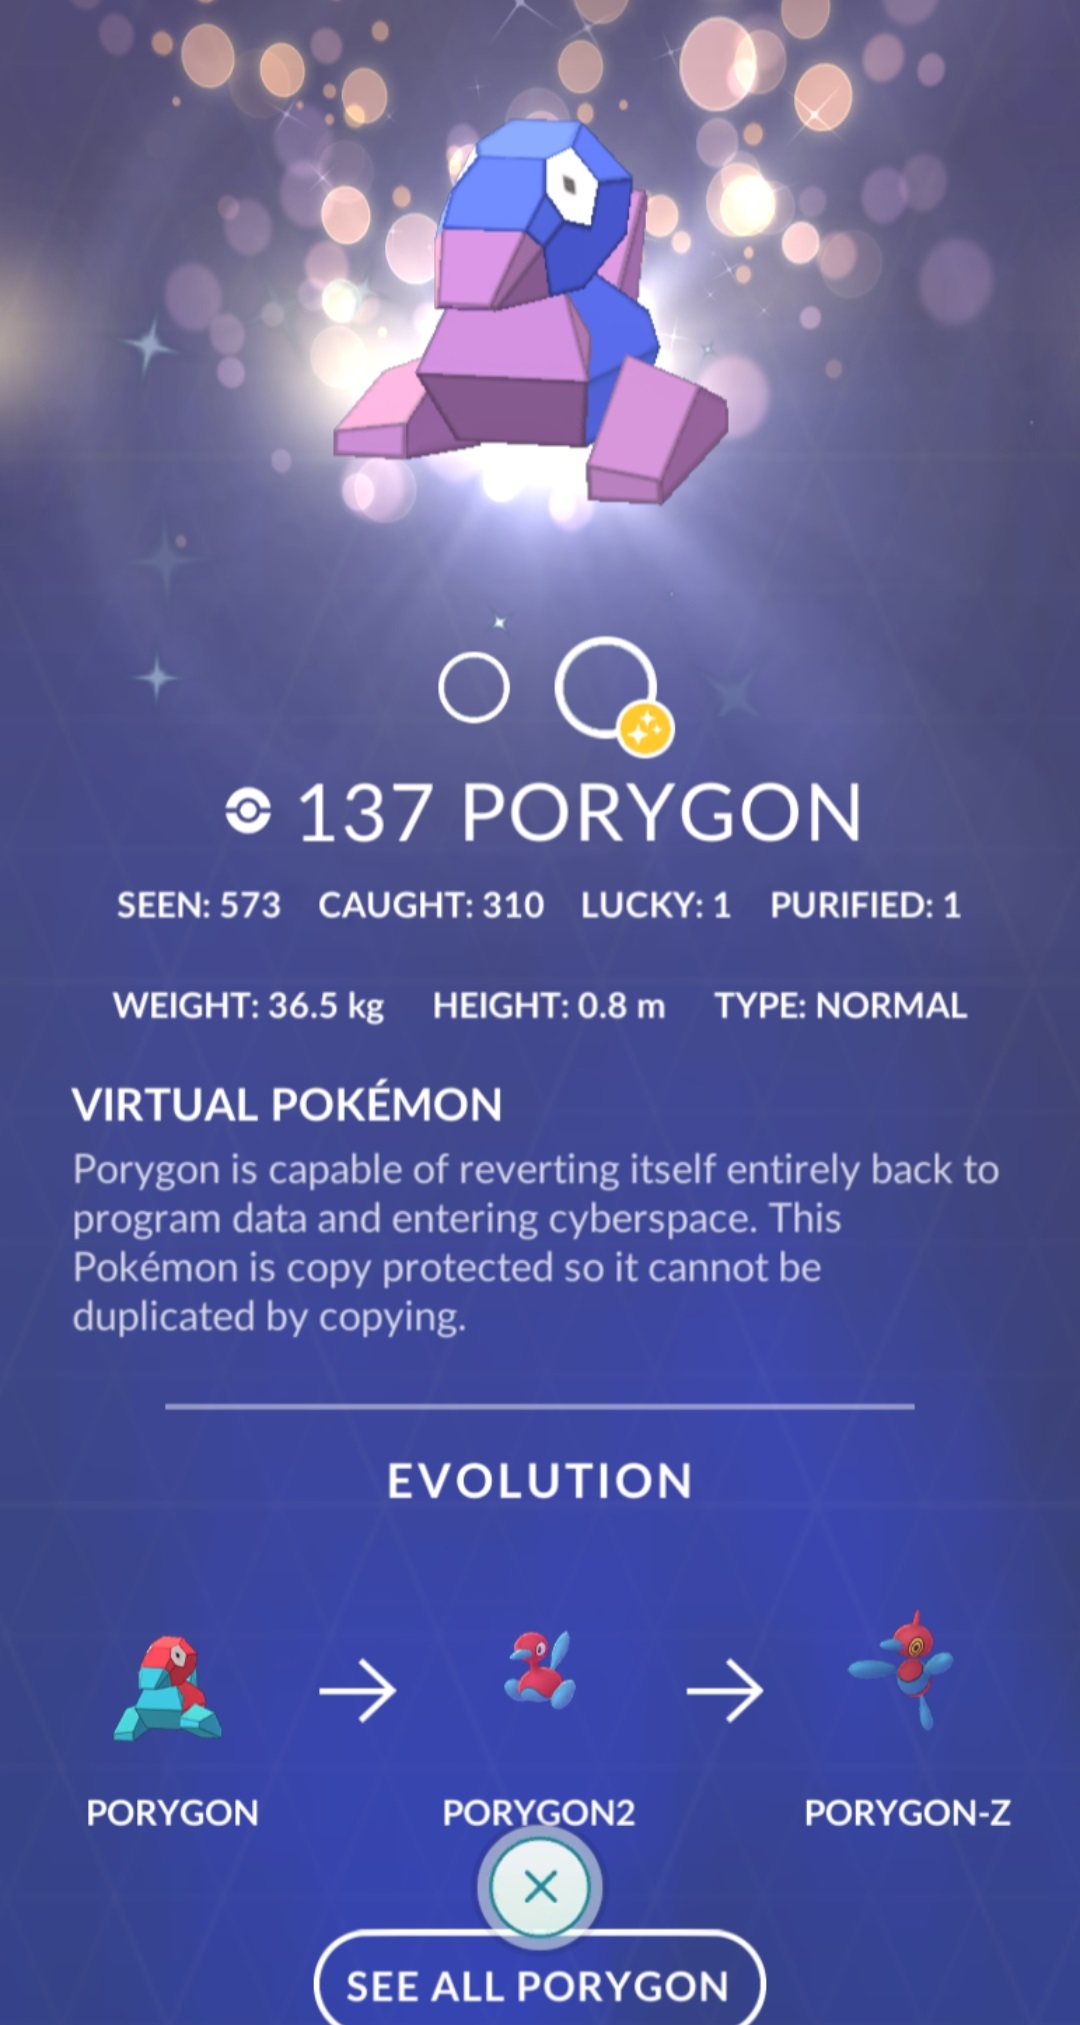 137 PORYGON
SEEN: 573 CAUGHT: 310 LUCKY: 1 PURIFIED: 1
WEIGHT: 36.5 kg HEIGHT: 0.8 m TYPE: NORMAL
VIRTUAL POKÉMON
Porygon is capable of reverting itself entirely back to
program data and entering cyberspace. This
Pokémon is copy protected so it cannot be
duplicated by copying.
EVOLUTION
PORYGON PORYGON2 PORYGON-Z
SEE ALL PORYGON